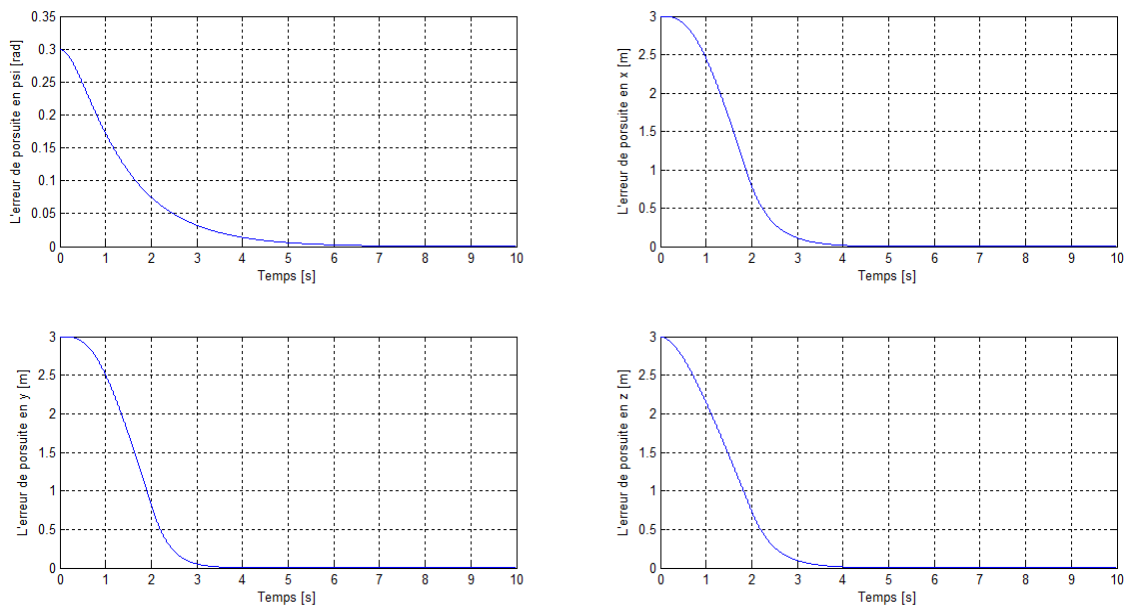 L'erreur de porsuite en psi [rad]
0.35
0.3
0.25
0.2
0.15
0.1
0.05
0
0 1 2 3 4 5 6 7 8 9 10
Temps [s]
L'erreur de porsuite en x [m]
3
2.5
2
1.5
1
0.5
0
0 1 2 3 4 5 6 7 8 9 10
Temps [s]
L'erreur de porsuite en y [m]
3
2.5
2
1.5
1
0.5
0
0 1 2 3 4 5 6 7 8 9 10
Temps [s]
L'erreur de porsuite en z [m]
3
2.5
2
1.5
1
0.5
0
0 1 2 3 4 5 6 7 8 9 10
Temps [s]